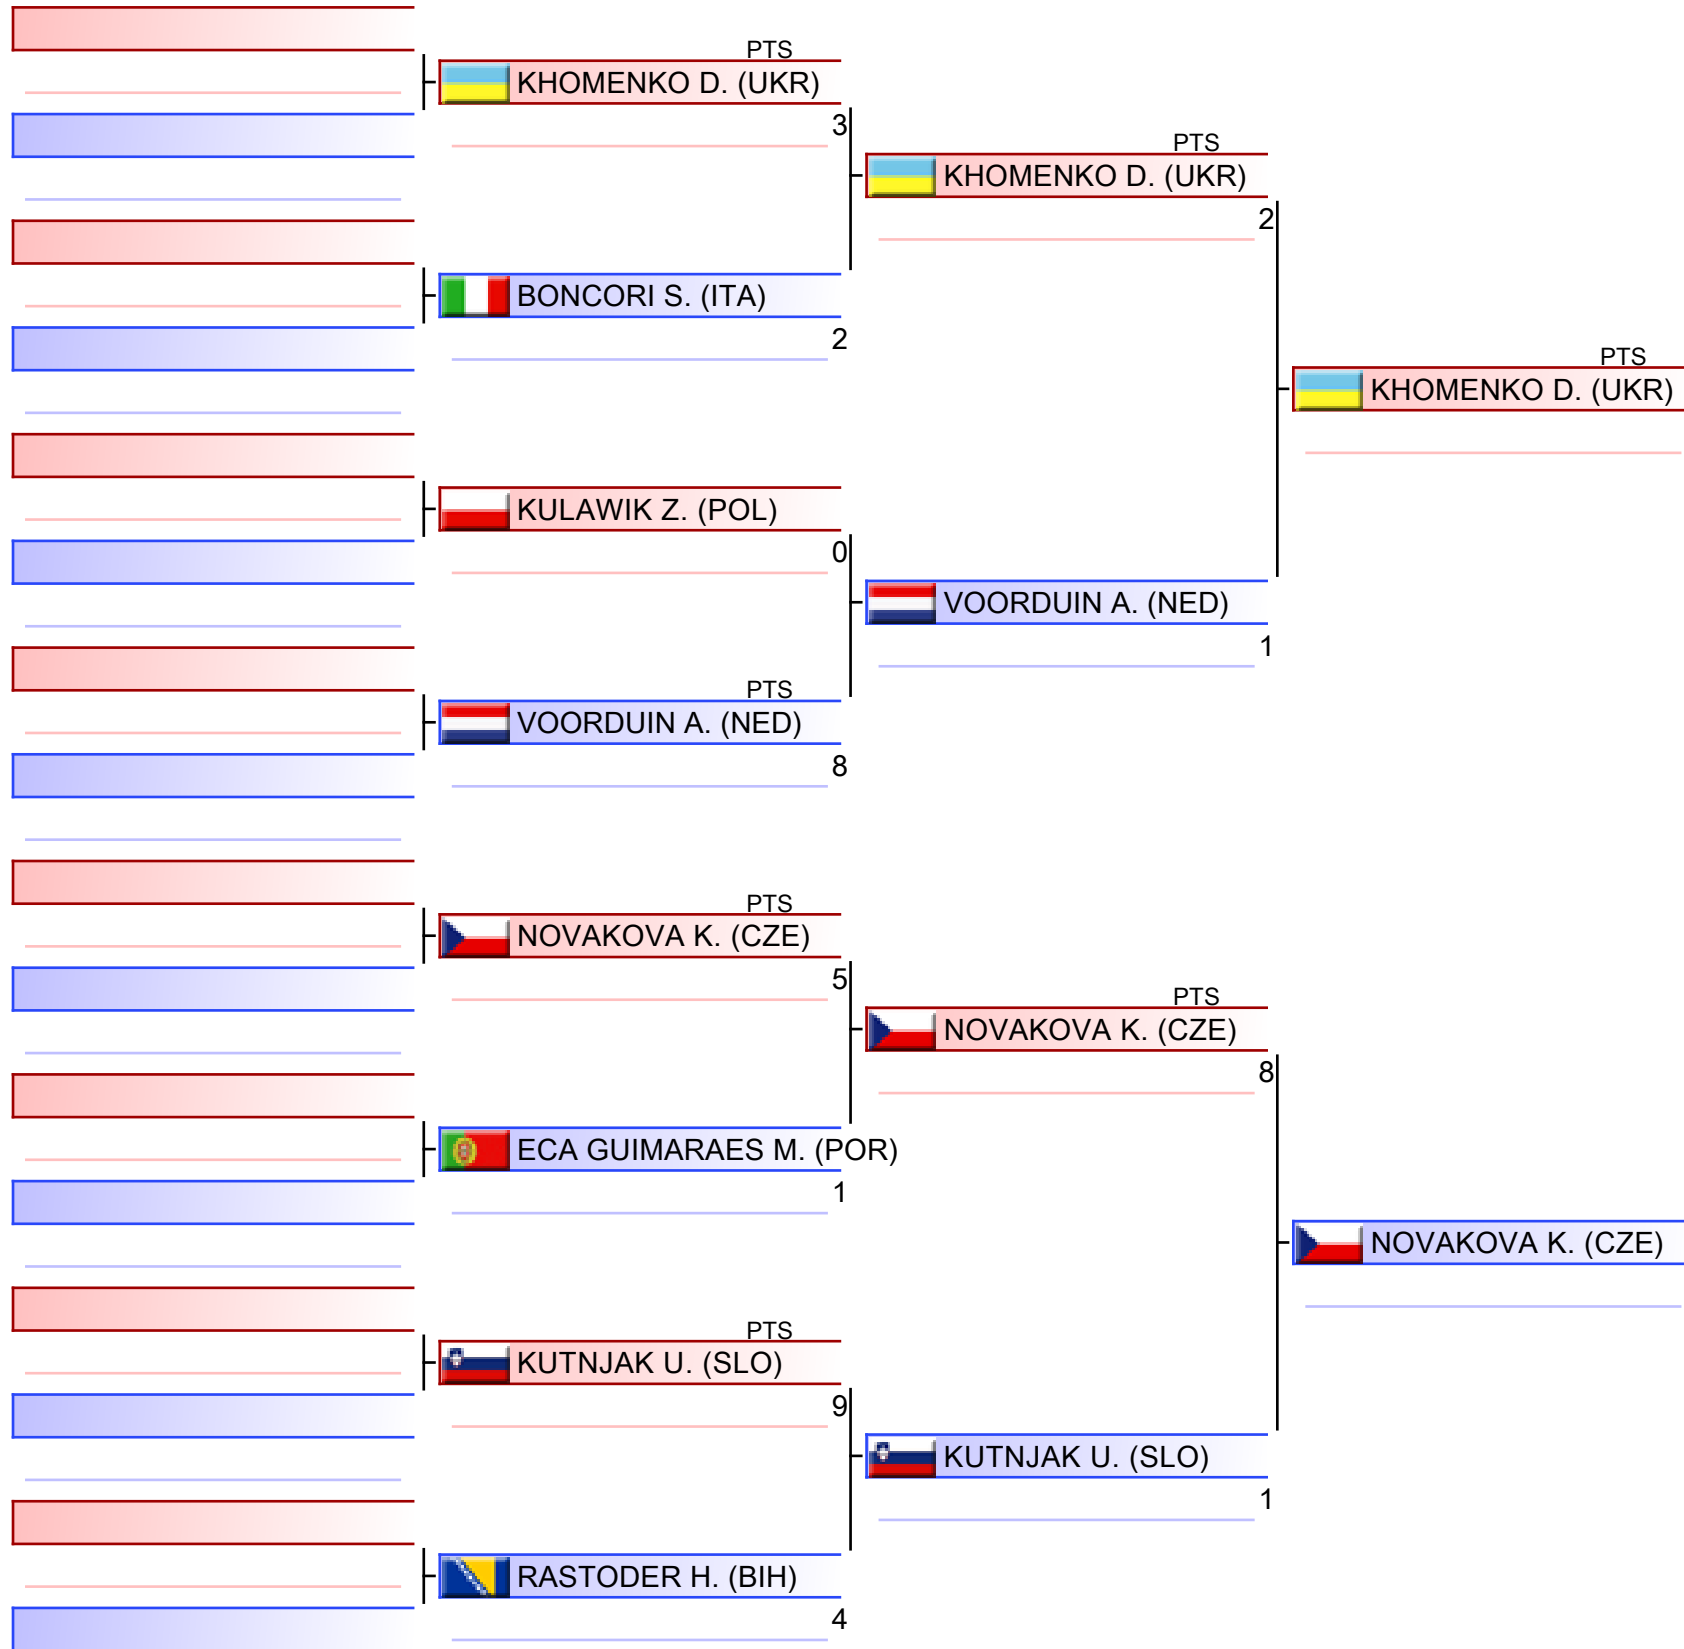 PTS
KHOMENKO D. (UKR)
3
PTS
KHOMENKO D. (UKR)
2
BONCORI S. (ITA)
2
PTS
KHOMENKO D. (UKR)
KULAWIK Z. (POL)
0
VOORDUIN A. (NED)
1
PTS
VOORDUIN A. (NED)
8
PTS
NOVAKOVA K. (CZE)
5
PTS
NOVAKOVA K. (CZE)
8
ECA GUIMARAES M. (POR)
1
NOVAKOVA K. (CZE)
PTS
KUTNJAK U. (SLO)
9
KUTNJAK U. (SLO)
1
RASTODER H. (BIH)
4